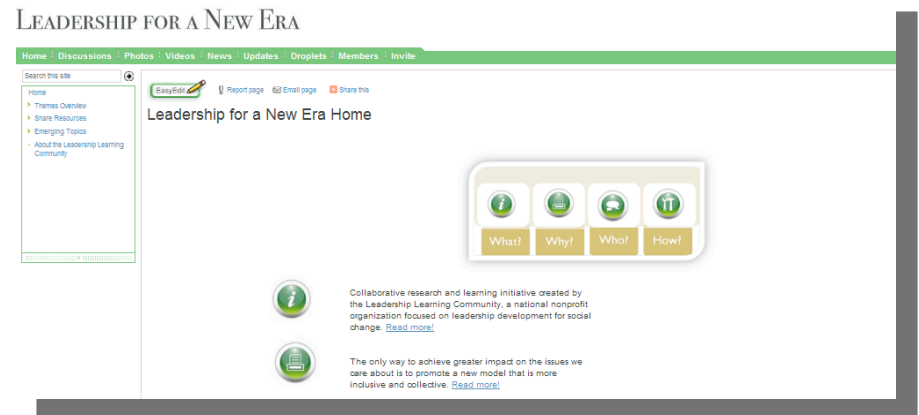 LEADERSHIP FOR A NEW ERA
Home Discussions Photos Videos News Updates Droplets Members Invite
Search this site
Home
Themes Overview
Share Resources
Emerging Topics
About the Leadership Learning
Community
EasyEdit Report page Email page Share this
Leadership for a New Era Home
What? Why? Who? How?
Collaborative research and learning initiative created by
the Leadership Learning Community, a national nonprofit
organization focused on leadership development for social
change. Read more!
The only way to achieve greater impact on the issues we
care about is to promote a new model that is more
inclusive and collective. Read more!